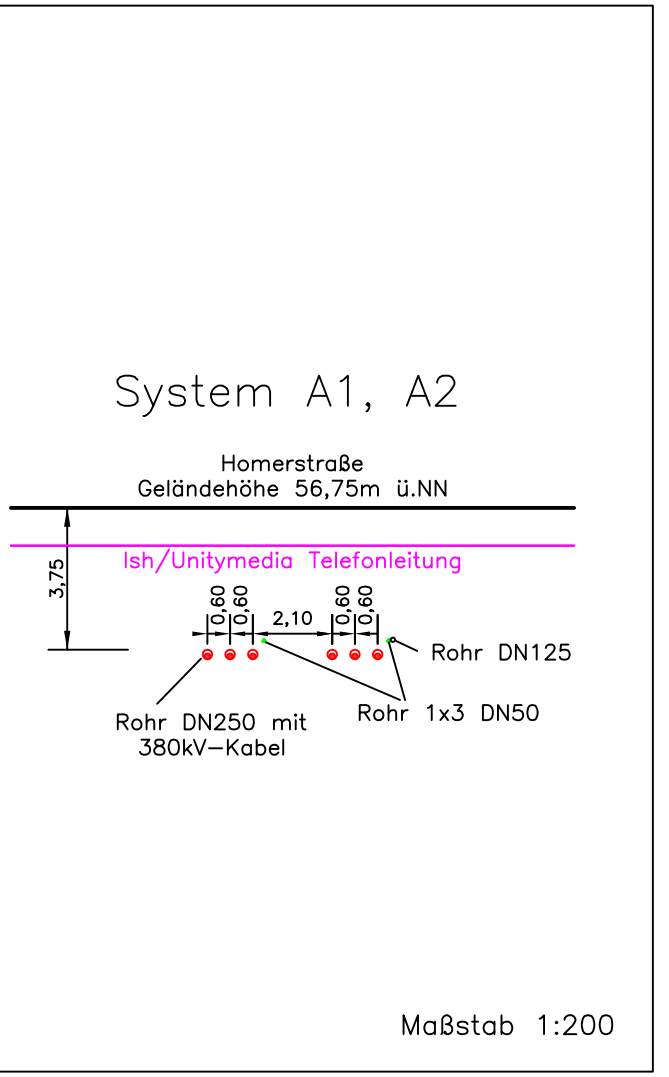 System A1, A2
Homerstraße
Geländehöhe 56,75m ü.NN
Ish/Unitymedia Telefonleitung
3,75
0,60
0,60
2,10
0,60
0,60
Rohr DN125
Rohr 1x3 DN50
Rohr DN250 mit
380kV–Kabel
Maßstab 1:200